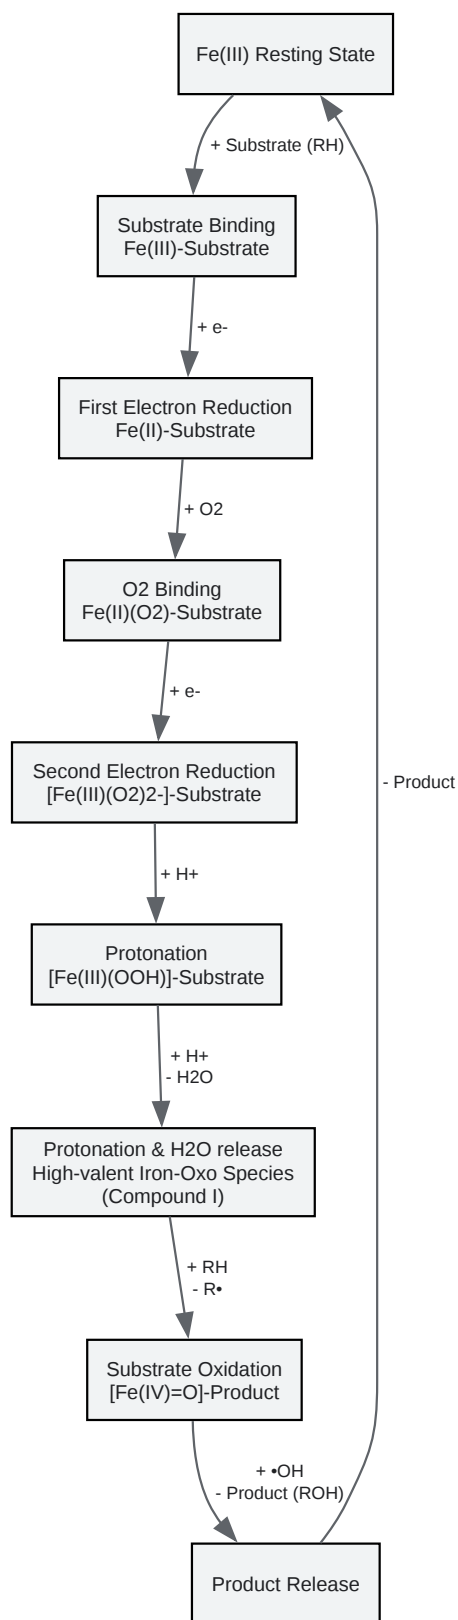 Fe(III) Resting State
+ Substrate (RH)
Substrate Binding
Fe(III)-Substrate
+ e-
First Electron Reduction
Fe(II)-Substrate
+ O2
O2 Binding
Fe(II)(O2)-Substrate
+ e-
Second Electron Reduction
[Fe(III)(O2)2-]-Substrate
- Product
+ H+
Protonation
[Fe(III)(OOH)]-Substrate
+ H+
- H2O
Protonation & H2O release
High-valent Iron-Oxo Species
(Compound I)
+ RH
- R•
Substrate Oxidation
[Fe(IV)=O]-Product
+ •OH
- Product (ROH)
Product Release